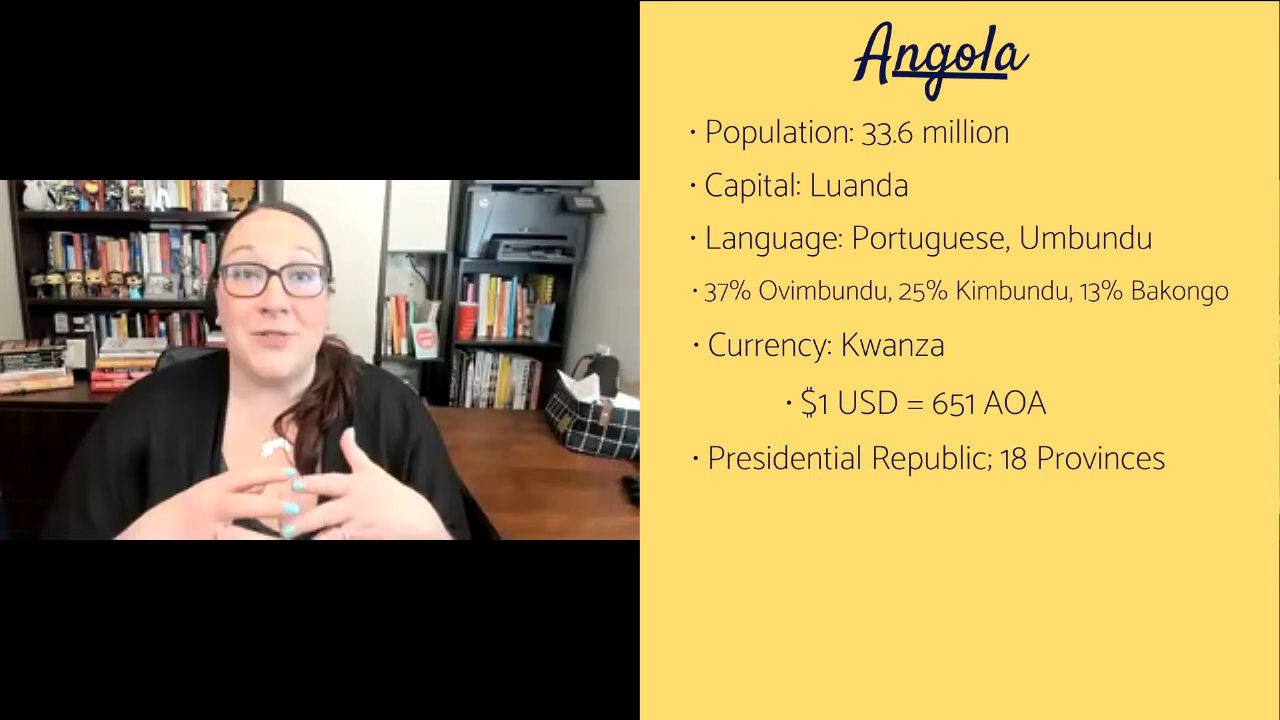 Angola
· Population: 33.6 million
· Capital: Luanda
· Language: Portuguese, Umbundu
· 37% Ovimbundu, 25% Kimbundu, 13% Bakongo
· Currency: Kwanza
· $1 USD = 651 AOA
· Presidential Republic; 18 Provinces